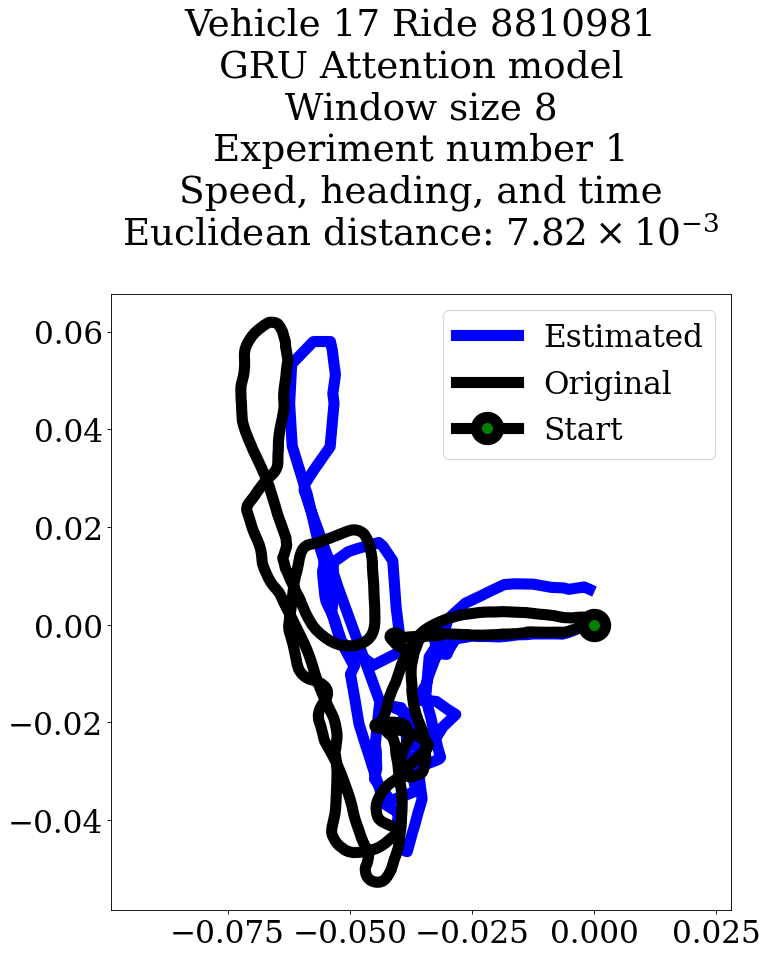 Vehicle 17 Ride 8810981
GRU Attention model
Window size 8
Experiment number 1
Speed, heading, and time
Euclidean distance: 7.82 × 10⁻³
Estimated
Original
Start
0.06
0.04
0.02
0.00
−0.02
−0.04
−0.075 −0.050 −0.025 0.000 0.025